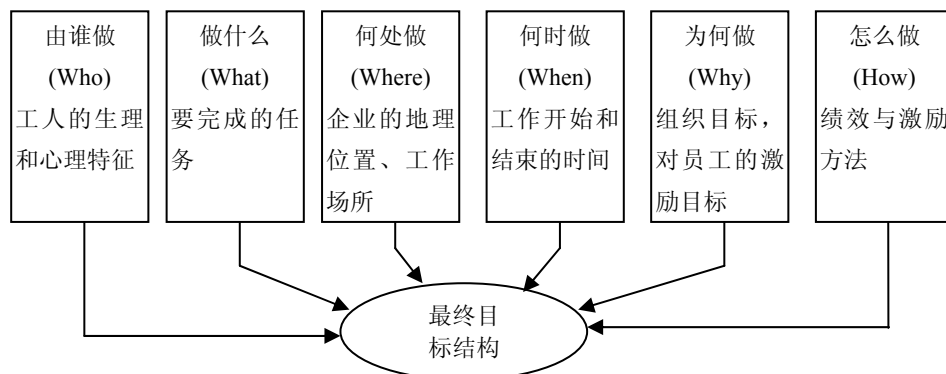 由谁做
(Who)
工人的生理
和心理特征
做什么
(What)
要完成的任
务
何处做
(Where)
企业的地理
位置、工作
场所
何时做
(When)
工作开始和
结束的时间
为何做
(Why)
组织目标，
对员工的激
励目标
怎么做
(How)
绩效与激励
方法
最终目
标结构